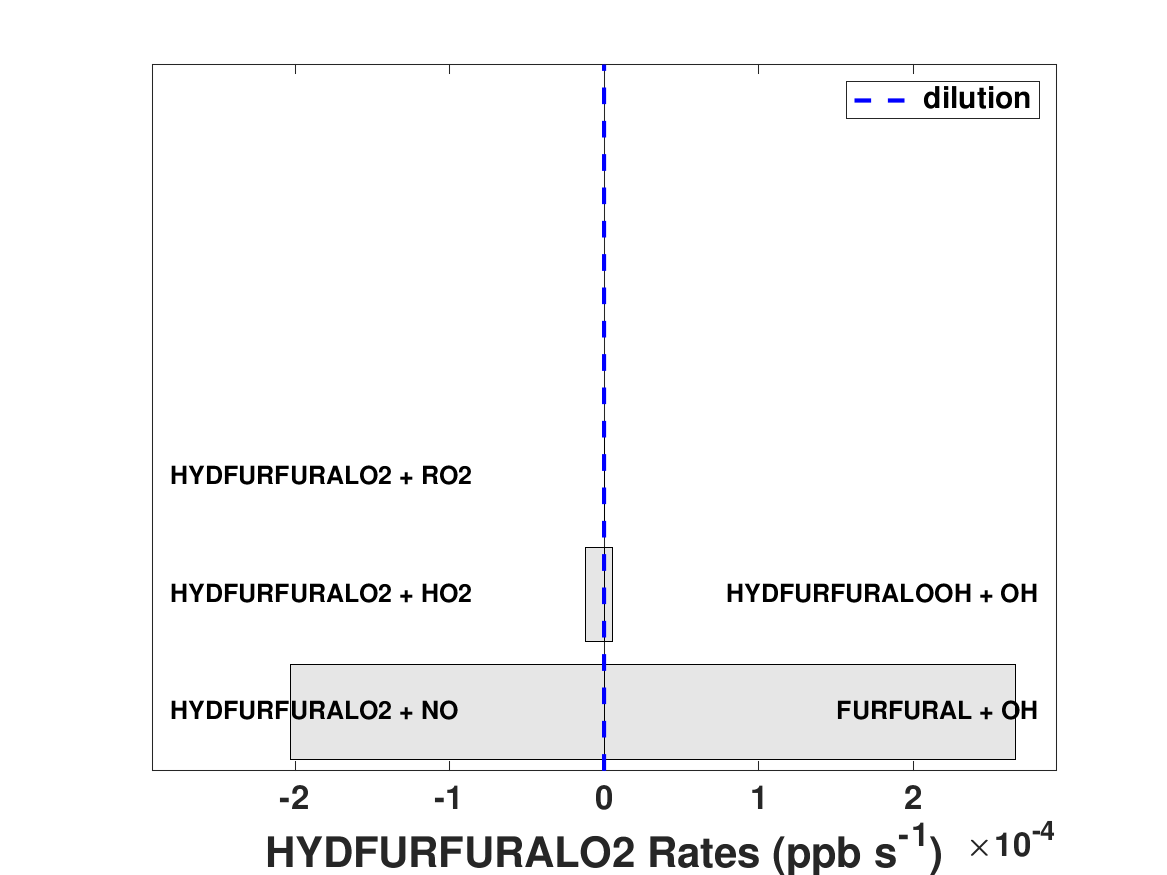 dilution
HYDFURFURALO2 + RO2
HYDFURFURALO2 + HO2
HYDFURFURALOOH + OH
HYDFURFURALO2 + NO
FURFURAL + OH
-2 -1 0 1 2
HYDFURFURALO2 Rates (ppb s⁻¹) ×10⁻⁴